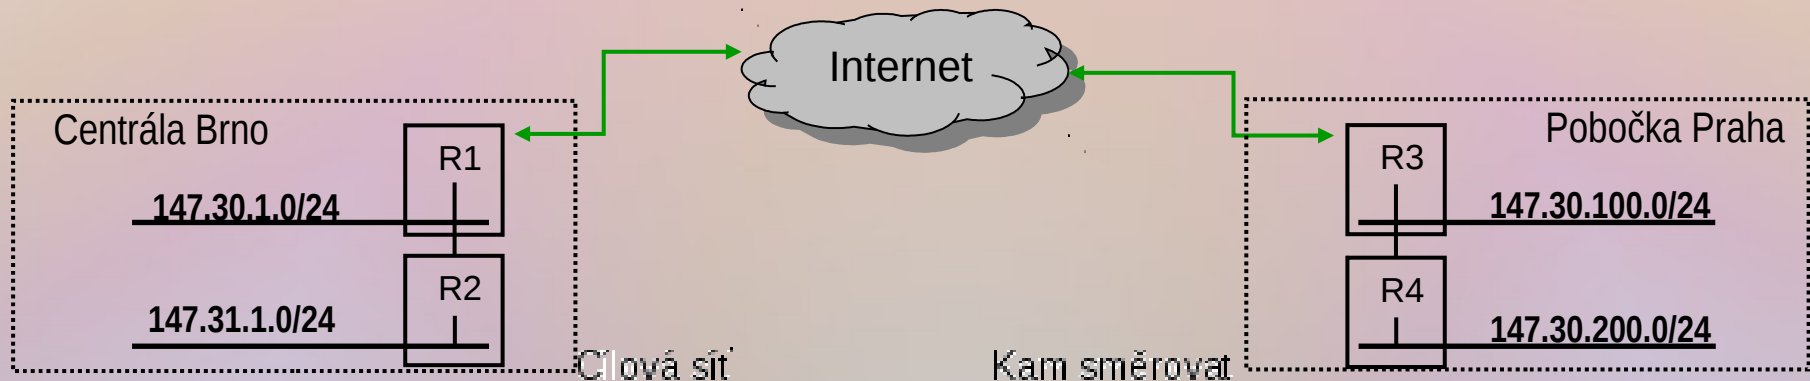 Internet
Centrála Brno
R1
147.30.1.0/24
R2
147.31.1.0/24
Pobočka Praha
R3
147.30.100.0/24
R4
147.30.200.0/24
Cílová síť
Kam směrovat